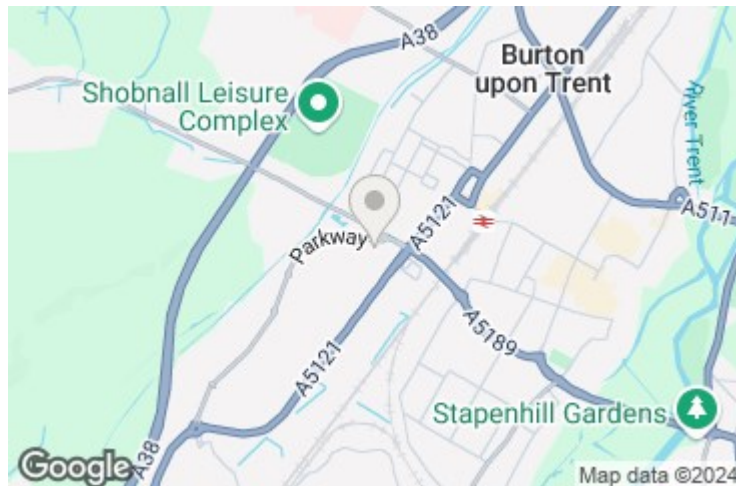 A38
Burton
upon Trent
Shobnall Leisure
Complex
River Trent
A5121
A511
Parkway
A5121
A5189
Stapenhill Gardens
A38
Google
Map data ©2024